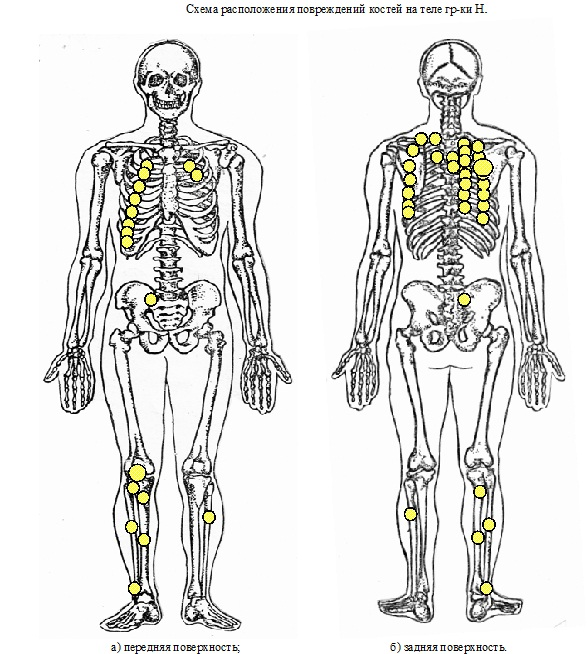 Схема расположения повреждений костей на теле гр-ки Н.
а) передняя поверхность;
б) задняя поверхность.